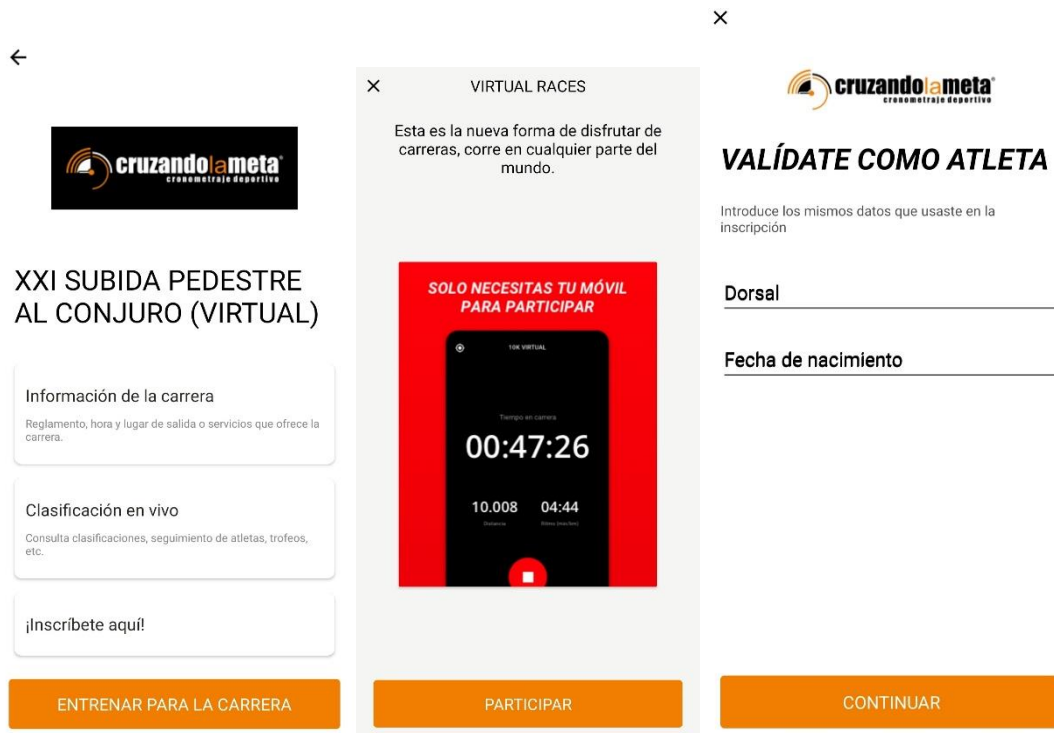 cruzandolameta
cronometraje deportivo
XXI SUBIDA PEDESTRE
AL CONJURO (VIRTUAL)
Información de la carrera
Reglamento, hora y lugar de salida o servicios que ofrece la
carrera.
Clasificación en vivo
Consulta clasificaciones, seguimiento de atletas, trofeos,
etc.
¡Inscríbete aquí!
ENTRENAR PARA LA CARRERA
VIRTUAL RACES
Esta es la nueva forma de disfrutar de
carreras, corre en cualquier parte del
mundo.
SOLO NECESITAS TU MÓVIL
PARA PARTICIPAR
10K VIRTUAL
Tiempo en carrera
00:47:26
10.008 04:44
Distancia Ritmo (min/km)
PARTICIPAR
cruzandolameta
cronometraje deportivo
VALÍDATE COMO ATLETA
Introduce los mismos datos que usaste en la
inscripción
Dorsal
Fecha de nacimiento
CONTINUAR